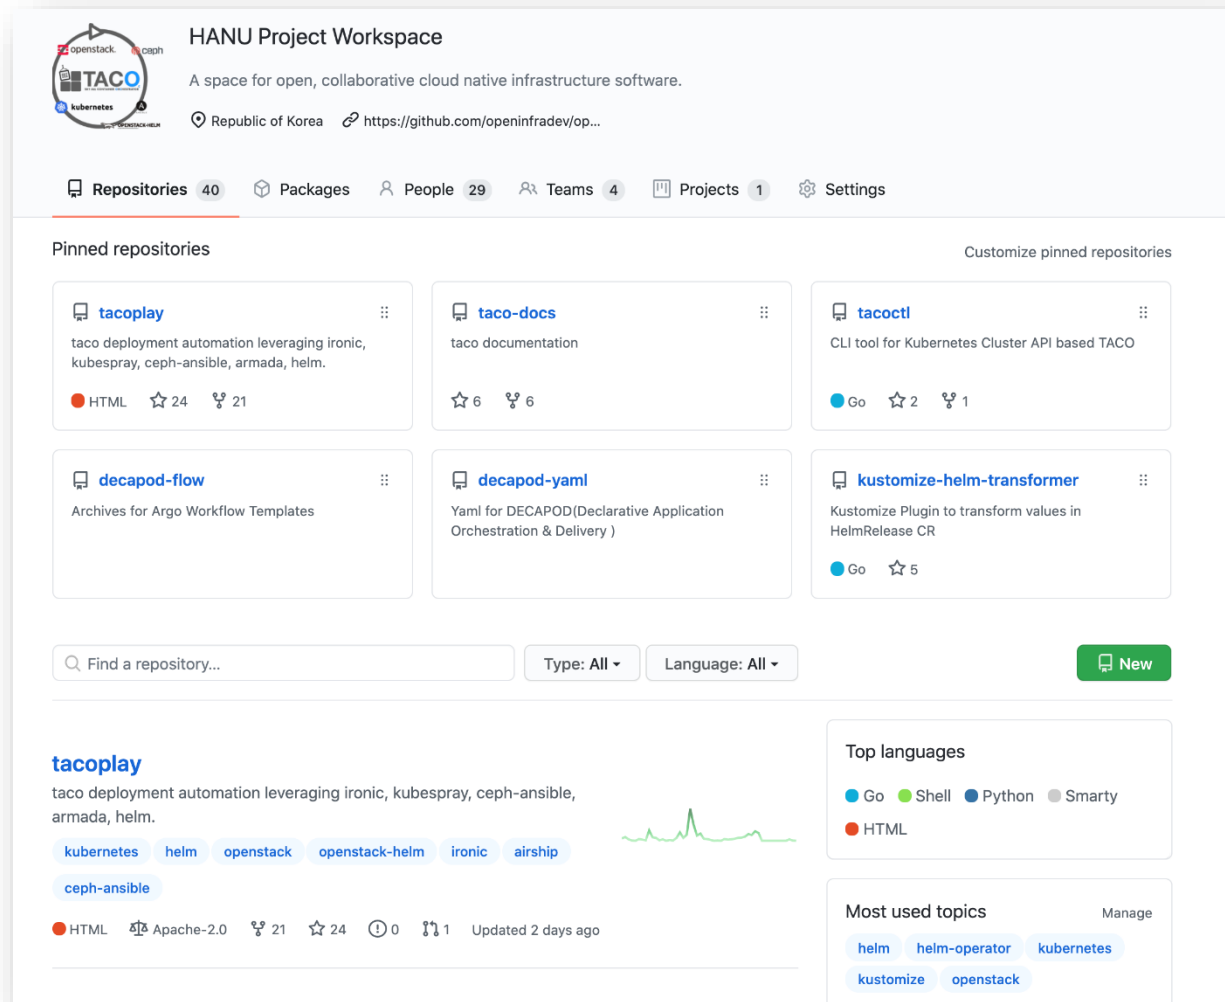 openstack.
ceph
TACO
kubernetes
OPENSTACK-HELM
HANU Project Workspace
A space for open, collaborative cloud native infrastructure software.
Republic of Korea https://github.com/openinfradev/op...
Repositories 40 Packages People 29 Teams 4 Projects 1 Settings
Pinned repositories Customize pinned repositories
tacoplay
taco deployment automation leveraging ironic,
kubespray, ceph-ansible, armada, helm.
HTML 24 21
taco-docs
taco documentation
6 6
tacoctl
CLI tool for Kubernetes Cluster API based TACO
Go 2 1
decapod-flow
Archives for Argo Workflow Templates
decapod-yaml
Yaml for DECAPOD(Declarative Application
Orchestration & Delivery )
kustomize-helm-transformer
Kustomize Plugin to transform values in
HelmRelease CR
Go 5
Find a repository... Type: All Language: All New
tacoplay
taco deployment automation leveraging ironic, kubespray, ceph-ansible,
armada, helm.
kubernetes helm openstack openstack-helm ironic airship
ceph-ansible
HTML Apache-2.0 21 24 0 1 Updated 2 days ago
Top languages
Go Shell Python Smarty
HTML
Most used topics Manage
helm helm-operator kubernetes
kustomize openstack